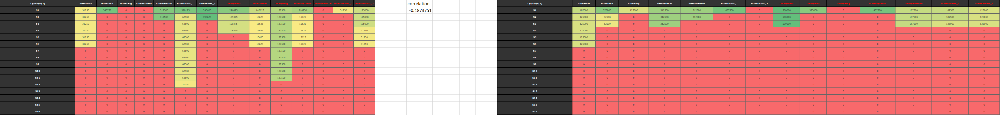 L�pcs�k(2) directmax directmin directavg directstddev directmedian directkvart_1 directkvart_3 inversemax inversemin inverseavg inversestddev inversemedian inversekvart_1 inversekvart_3 correlation L�pcs�k(2) directmax directmin directavg directstddev directmedian directkvart_1 directkvart_3 inversemax inversemin inverseavg inversestddev inversemedian inversekvart_1 inversekvart_3
S1 31250 343750 0 0 312500 328125 390625 296875 140625 187500 218750 0 31250 125000 -0.1873751 S1 187500 375000 125000 312500 312500 437500 0 500000 375000 0 437500 187500 187500 125000
S2 31250 0 0 0 312500 62500 390625 109375 15625 187500 15625 0 0 125000 S2 125000 62500 0 312500 312500 0 0 500000 0 0 0 187500 187500 125000
S3 31250 0 0 0 0 62500 0 109375 15625 187500 15625 0 0 125000 S3 125000 62500 0 312500 0 0 0 500000 0 0 0 187500 125000 125000
S4 31250 0 0 0 0 62500 0 109375 15625 187500 15625 0 0 31250 S4 125000 0 0 0 0 0 0 0 0 0 0 0 0 0
S5 31250 0 0 0 0 62500 0 0 15625 187500 15625 0 0 31250 S5 125000 0 0 0 0 0 0 0 0 0 0 0 0 0
S6 31250 0 0 0 0 62500 0 0 15625 187500 15625 0 0 31250 S6 125000 0 0 0 0 0 0 0 0 0 0 0 0 0
S7 0 0 0 0 0 62500 0 0 0 187500 0 0 0 0 S7 0 0 0 0 0 0 0 0 0 0 0 0 0 0
S8 0 0 0 0 0 62500 0 0 0 187500 0 0 0 0 S8 0 0 0 0 0 0 0 0 0 0 0 0 0 0
S9 0 0 0 0 0 62500 0 0 0 187500 0 0 0 0 S9 0 0 0 0 0 0 0 0 0 0 0 0 0 0
S10 0 0 0 0 0 62500 0 0 0 187500 0 0 0 0 S10 0 0 0 0 0 0 0 0 0 0 0 0 0 0
S11 0 0 0 0 0 62500 0 0 0 187500 0 0 0 0 S11 0 0 0 0 0 0 0 0 0 0 0 0 0 0
S12 0 0 0 0 0 31250 0 0 0 0 0 0 0 0 S12 0 0 0 0 0 0 0 0 0 0 0 0 0 0
S13 0 0 0 0 0 0 0 0 0 0 0 0 0 0 S13 0 0 0 0 0 0 0 0 0 0 0 0 0 0
S14 0 0 0 0 0 0 0 0 0 0 0 0 0 0 S14 0 0 0 0 0 0 0 0 0 0 0 0 0 0
S15 0 0 0 0 0 0 0 0 0 0 0 0 0 0 S15 0 0 0 0 0 0 0 0 0 0 0 0 0 0
S16 0 0 0 0 0 0 0 0 0 0 0 0 0 0 S16 0 0 0 0 0 0 0 0 0 0 0 0 0 0